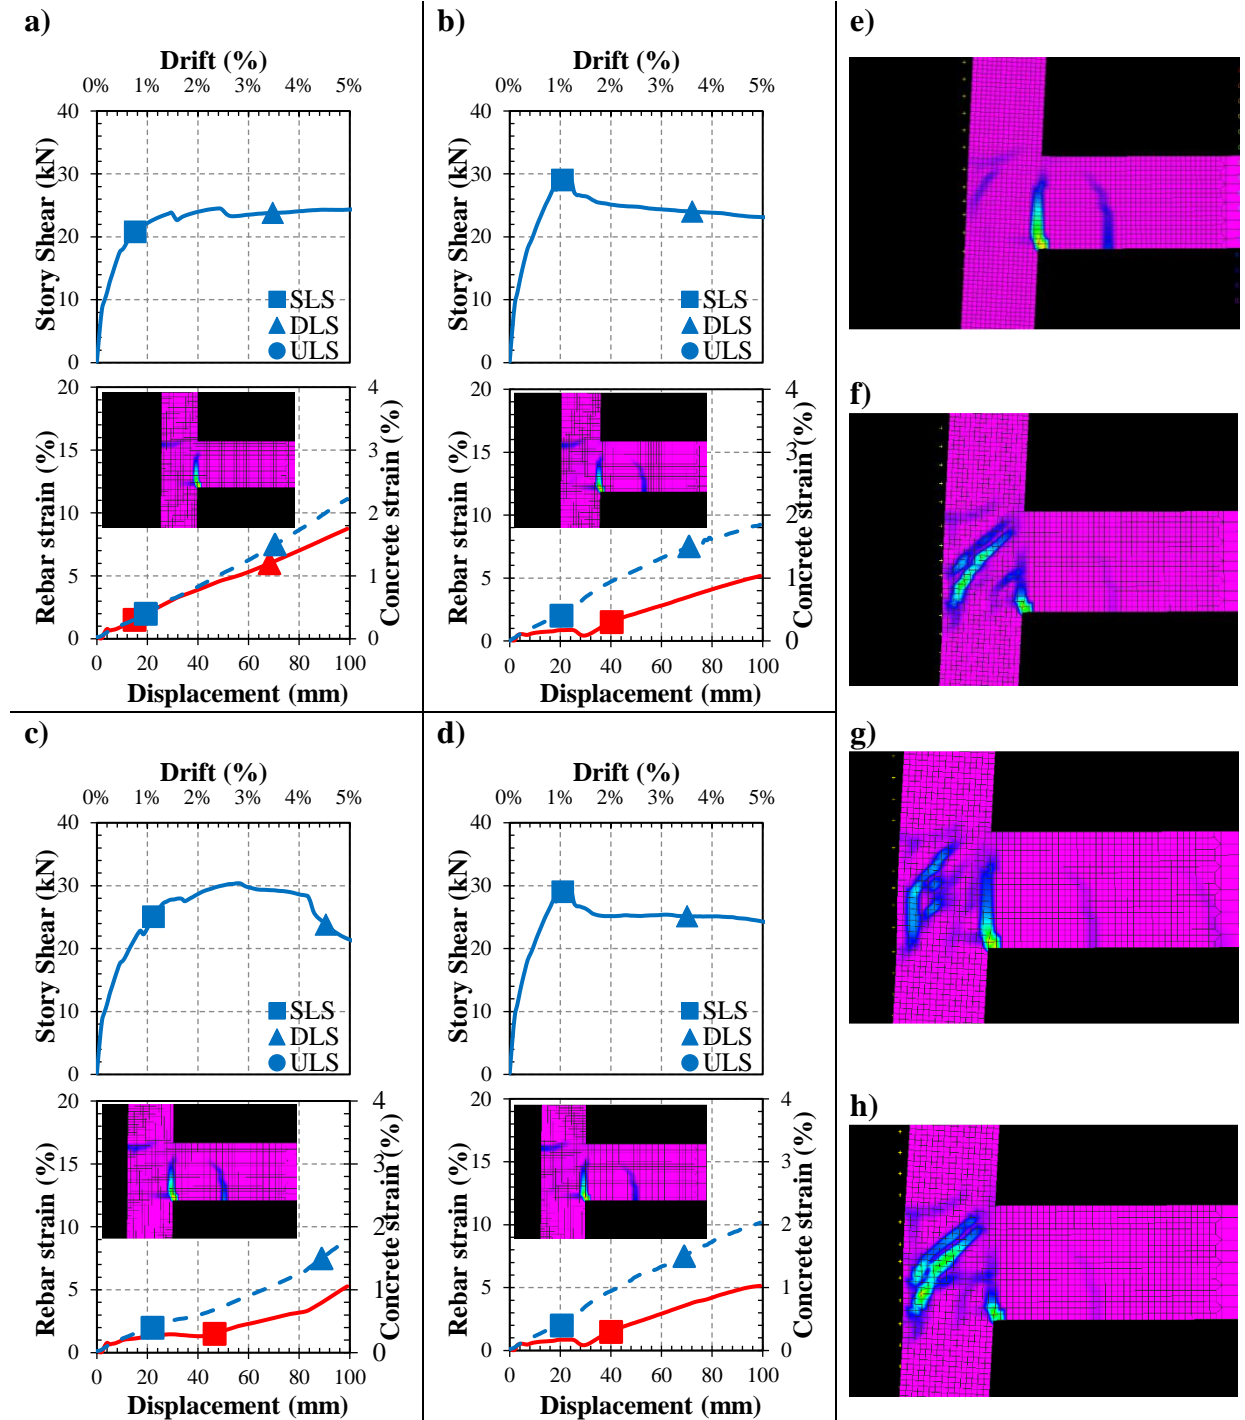 a)
Drift (%)
0% 1% 2% 3% 4% 5%
Story Shear (kN)
40
30
20
10
0
SLS
DLS
ULS
Rebar strain (%)
20
15
10
5
0
Concrete strain (%)
4
3
2
1
0
0 20 40 60 80 100
Displacement (mm)
b)
Drift (%)
0% 1% 2% 3% 4% 5%
Story Shear (kN)
40
30
20
10
0
SLS
DLS
ULS
Rebar strain (%)
20
15
10
5
0
Concrete strain (%)
4
3
2
1
0
0 20 40 60 80 100
Displacement (mm)
c)
Drift (%)
0% 1% 2% 3% 4% 5%
Story Shear (kN)
40
30
20
10
0
SLS
DLS
ULS
Rebar strain (%)
20
15
10
5
0
Concrete strain (%)
4
3
2
1
0
0 20 40 60 80 100
Displacement (mm)
d)
Drift (%)
0% 1% 2% 3% 4% 5%
Story Shear (kN)
40
30
20
10
0
SLS
DLS
ULS
Rebar strain (%)
20
15
10
5
0
Concrete strain (%)
4
3
2
1
0
0 20 40 60 80 100
Displacement (mm)
e)
f)
g)
h)